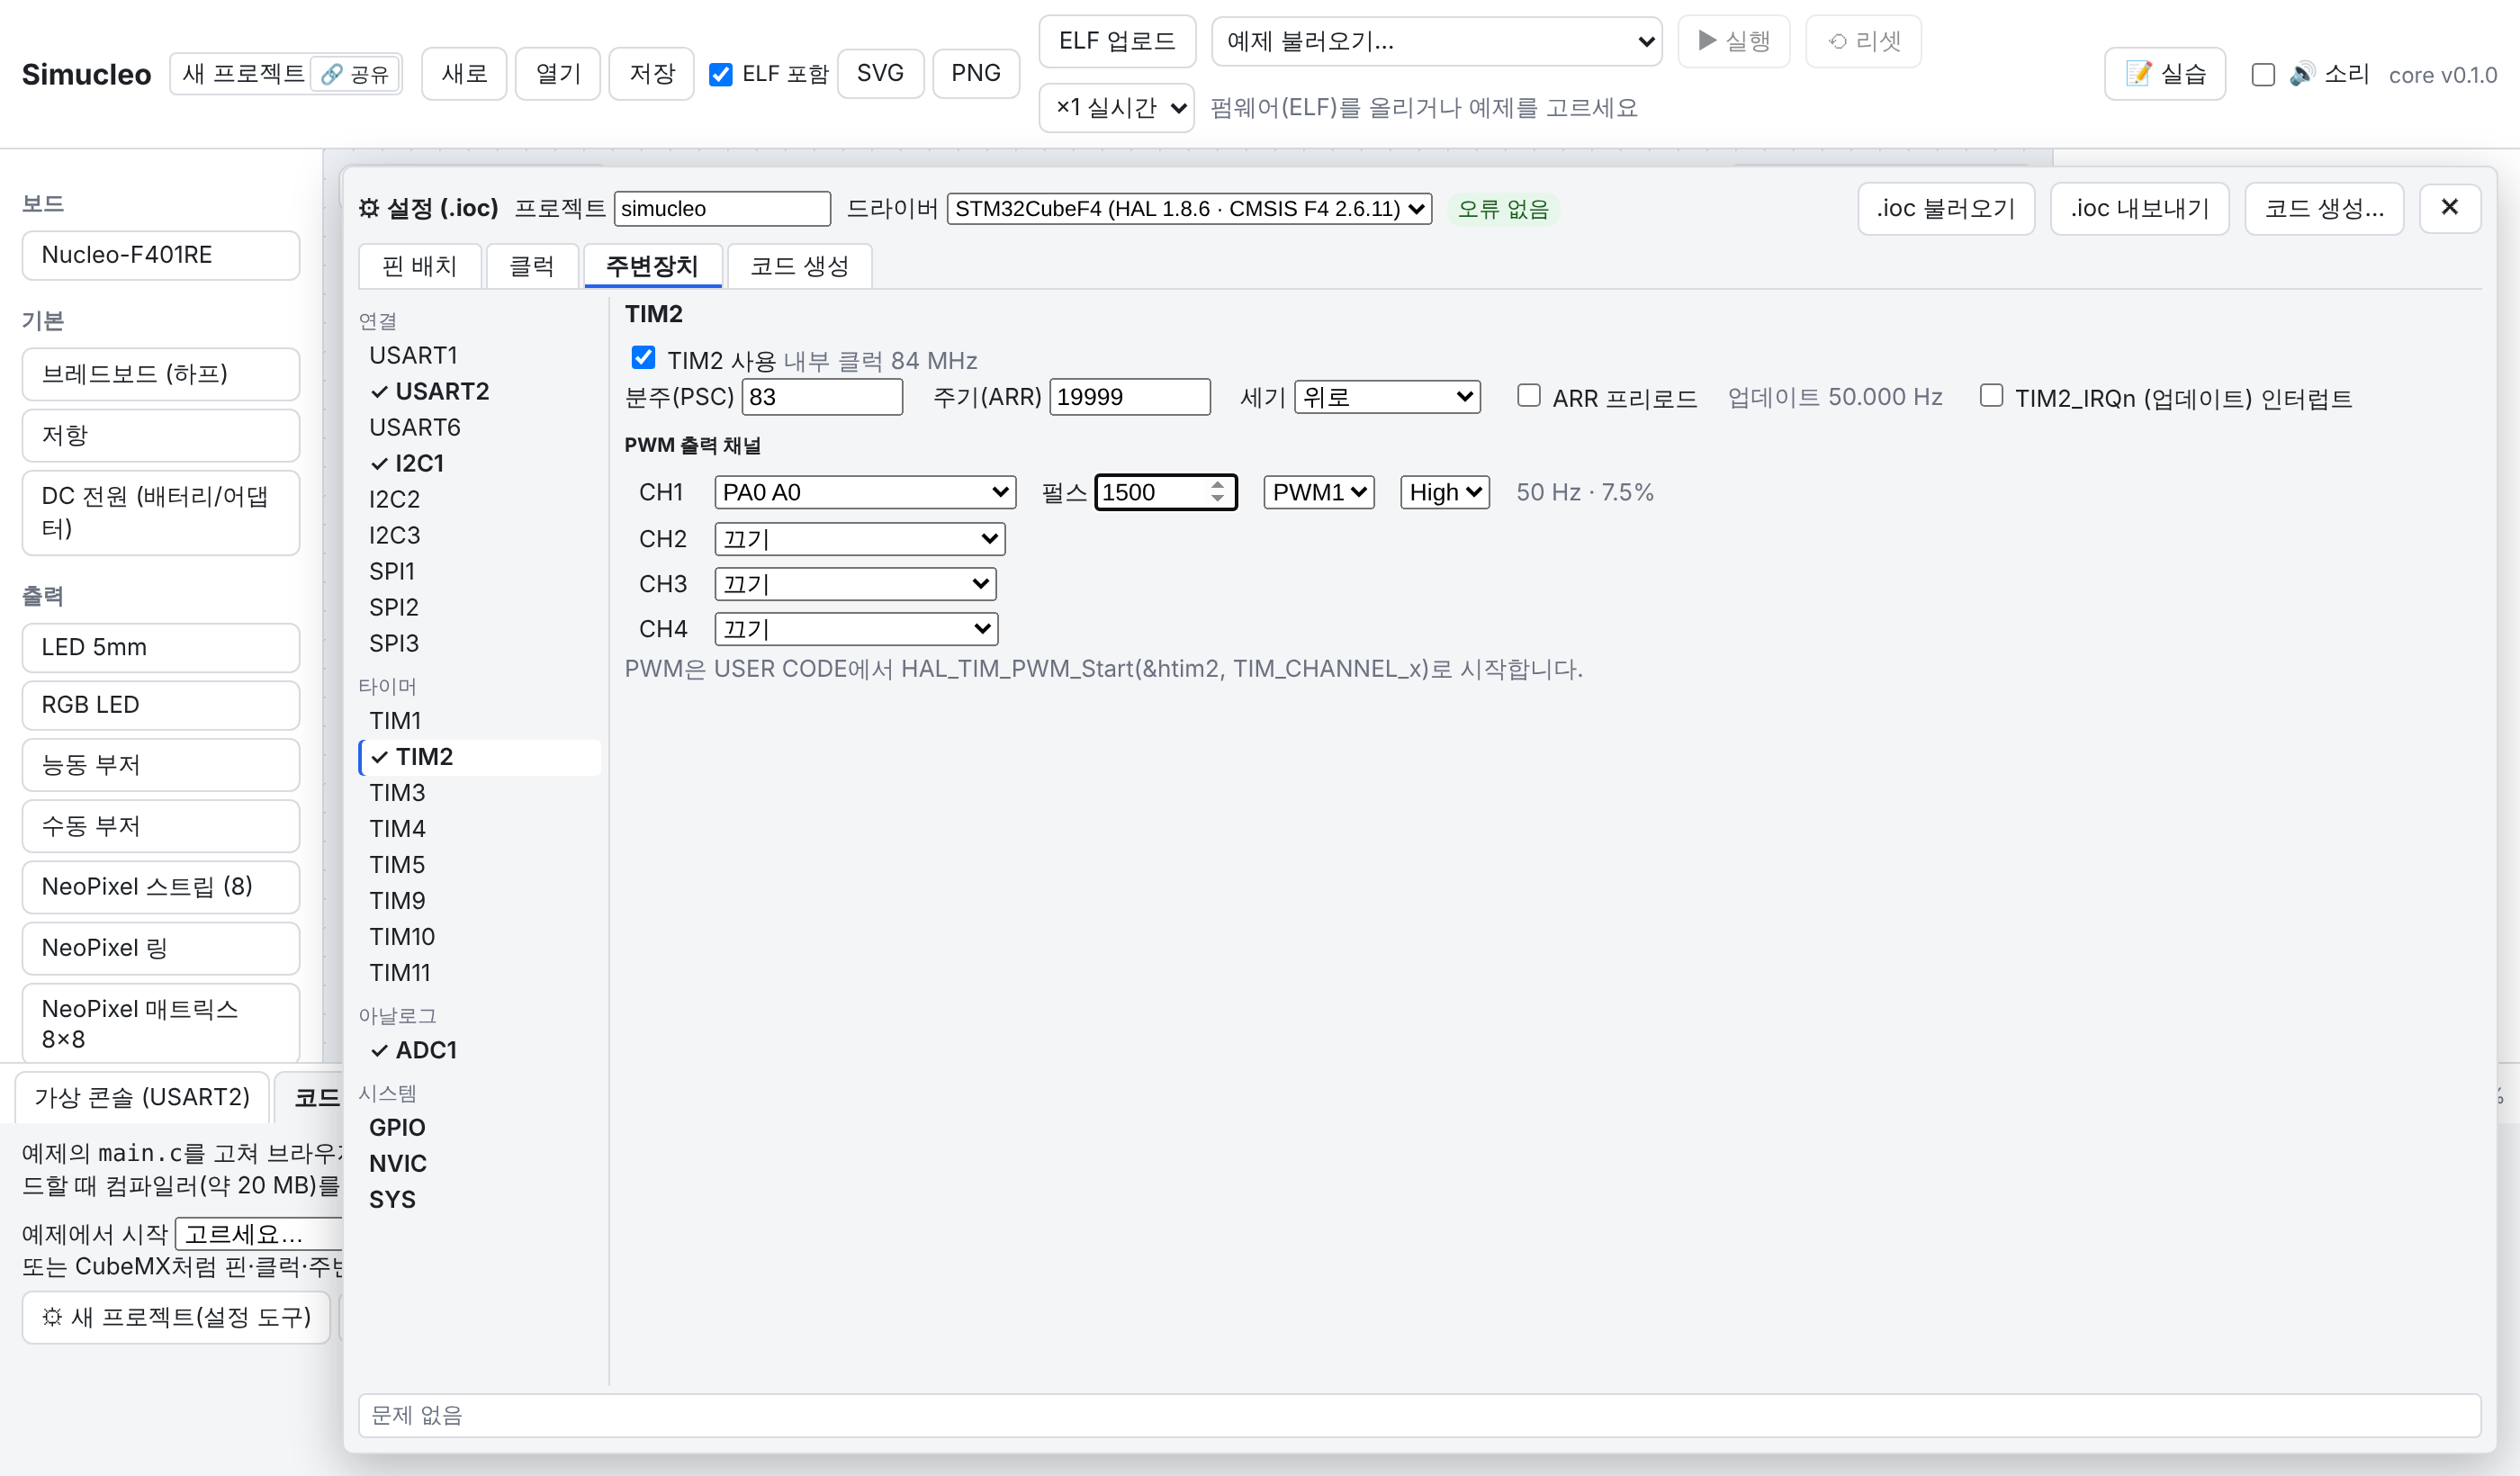 Simucleo
새 프로젝트 🔗 공유
새로
열기
저장
ELF 포함
SVG
PNG
ELF 업로드
예제 불러오기...
▶ 실행
⟲ 리셋
×1 실시간
펌웨어(ELF)를 올리거나 예제를 고르세요
📝 실습
🔊 소리
core v0.1.0
보드
Nucleo-F401RE
기본
브레드보드 (하프)
저항
DC 전원 (배터리/어댑
터)
출력
LED 5mm
RGB LED
능동 부저
수동 부저
NeoPixel 스트립 (8)
NeoPixel 링
NeoPixel 매트릭스
8×8
⚙ 설정 (.ioc)
프로젝트 simucleo
드라이버 STM32CubeF4 (HAL 1.8.6 · CMSIS F4 2.6.11)
오류 없음
.ioc 불러오기
.ioc 내보내기
코드 생성...
✕
핀 배치
클럭
주변장치
코드 생성
연결
USART1
✓ USART2
USART6
✓ I2C1
I2C2
I2C3
SPI1
SPI2
SPI3
타이머
TIM1
✓ TIM2
TIM3
TIM4
TIM5
TIM9
TIM10
TIM11
아날로그
✓ ADC1
시스템
GPIO
NVIC
SYS
TIM2
TIM2 사용 내부 클럭 84 MHz
분주(PSC) 83 주기(ARR) 19999 세기 위로 ARR 프리로드 업데이트 50.000 Hz TIM2_IRQn (업데이트) 인터럽트
PWM 출력 채널
CH1 PA0 A0 펄스 1500 PWM1 High 50 Hz · 7.5%
CH2 끄기
CH3 끄기
CH4 끄기
PWM은 USER CODE에서 HAL_TIM_PWM_Start(&htim2, TIM_CHANNEL_x)로 시작합니다.
문제 없음
가상 콘솔 (USART2)
코드
예제의 main.c를 고쳐 브라우
드할 때 컴파일러(약 20 MB)를
예제에서 시작 고르세요...
또는 CubeMX처럼 핀·클럭·주변
⚙ 새 프로젝트(설정 도구)